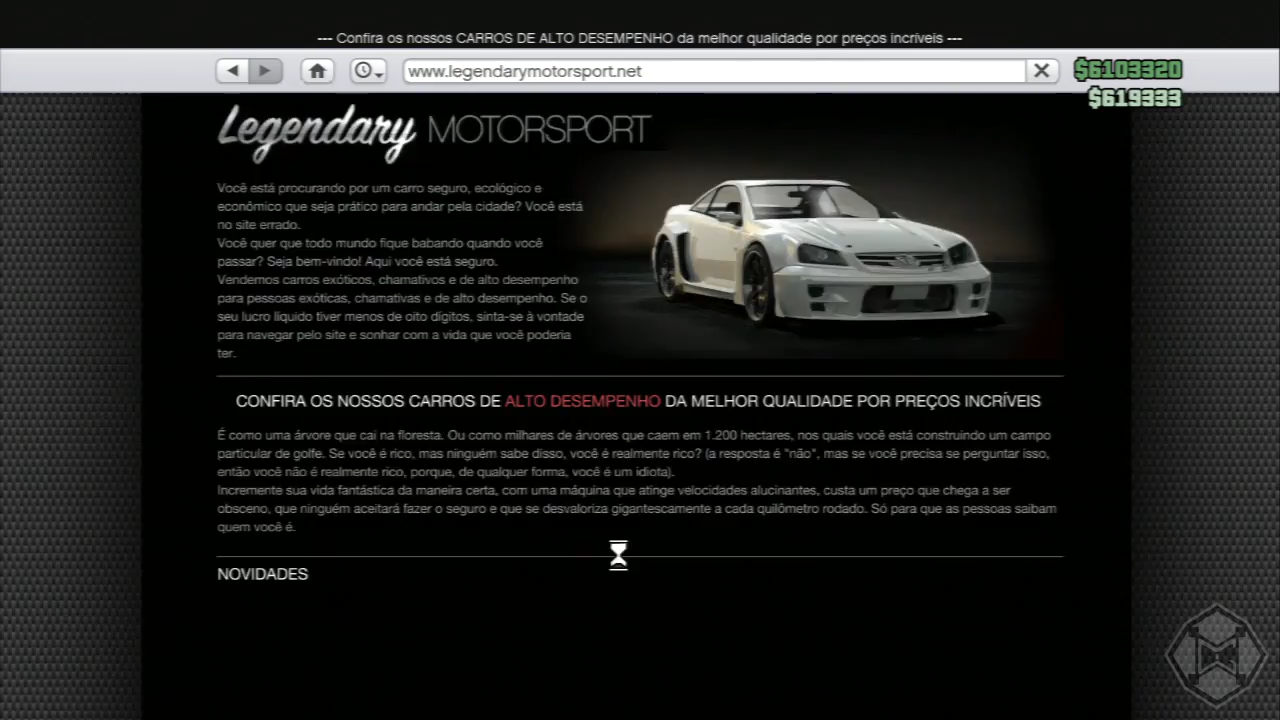 --- Confira os nossos CARROS DE ALTO DESEMPENHO da melhor qualidade por preços incríveis ---
www.legendarymotorsport.net
$6103320
$619333
Legendary MOTORSPORT
Você está procurando por um carro seguro, ecológico e
econômico que seja prático para andar pela cidade? Você está
no site errado.
Você quer que todo mundo fique babando quando você
passar? Seja bem-vindo! Aqui você está seguro.
Vendemos carros exóticos, chamativos e de alto desempenho
para pessoas exóticas, chamativas e de alto desempenho. Se o
seu lucro líquido tiver menos de oito dígitos, sinta-se à vontade
para navegar pelo site e sonhar com a vida que você poderia
ter.
CONFIRA OS NOSSOS CARROS DE ALTO DESEMPENHO DA MELHOR QUALIDADE POR PREÇOS INCRÍVEIS
É como uma árvore que cai na floresta. Ou como milhares de árvores que caem em 1.200 hectares, nos quais você está construindo um campo
particular de golfe. Se você é rico, mas ninguém sabe disso, você é realmente rico? (a resposta é "não", mas se você precisa se perguntar isso,
então você não é realmente rico, porque, de qualquer forma, você é um idiota).
Incremente sua vida fantástica da maneira certa, com uma máquina que atinge velocidades alucinantes, custa um preço que chega a ser
obsceno, que ninguém aceitará fazer o seguro e que se desvaloriza gigantescamente a cada quilômetro rodado. Só para que as pessoas saibam
quem você é.
NOVIDADES